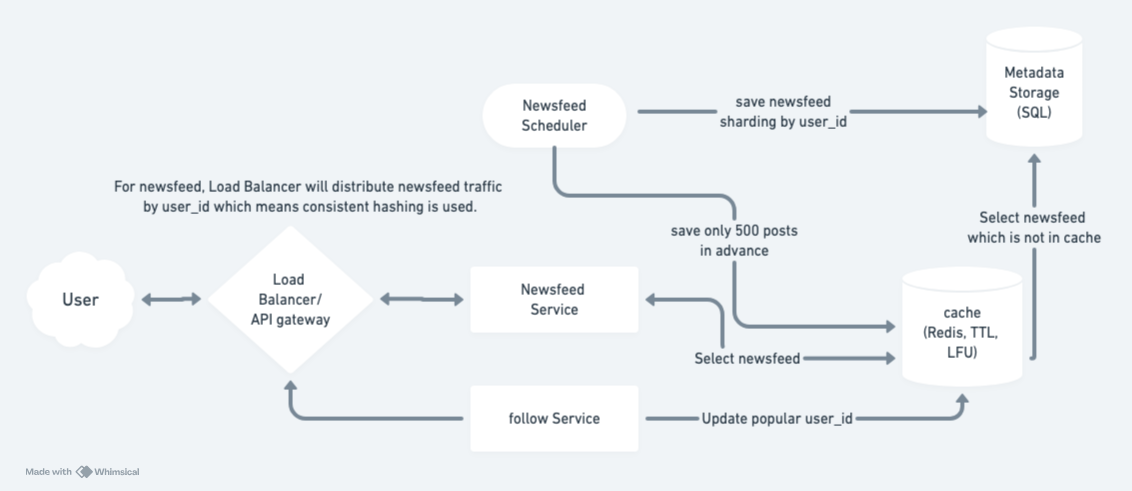 Metadata
Storage
(SQL)
Newsfeed
Scheduler
save newsfeed
sharding by user_id
For newsfeed, Load Balancer will distribute newsfeed traffic
by user_id which means consistent hashing is used.
save only 500 posts
in advance
Select newsfeed
which is not in cache
User
Load
Balancer/
API gateway
Newsfeed
Service
cache
(Redis, TTL,
LFU)
Select newsfeed
follow Service
Update popular user_id
Made with Whimsical